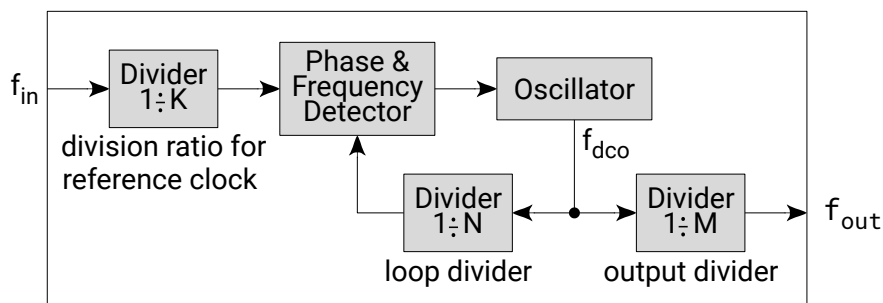 f_in
Divider
1÷K
division ratio for
reference clock
Phase &
Frequency
Detector
Oscillator
f_dco
Divider
1÷N
loop divider
Divider
1÷M
output divider
f_out